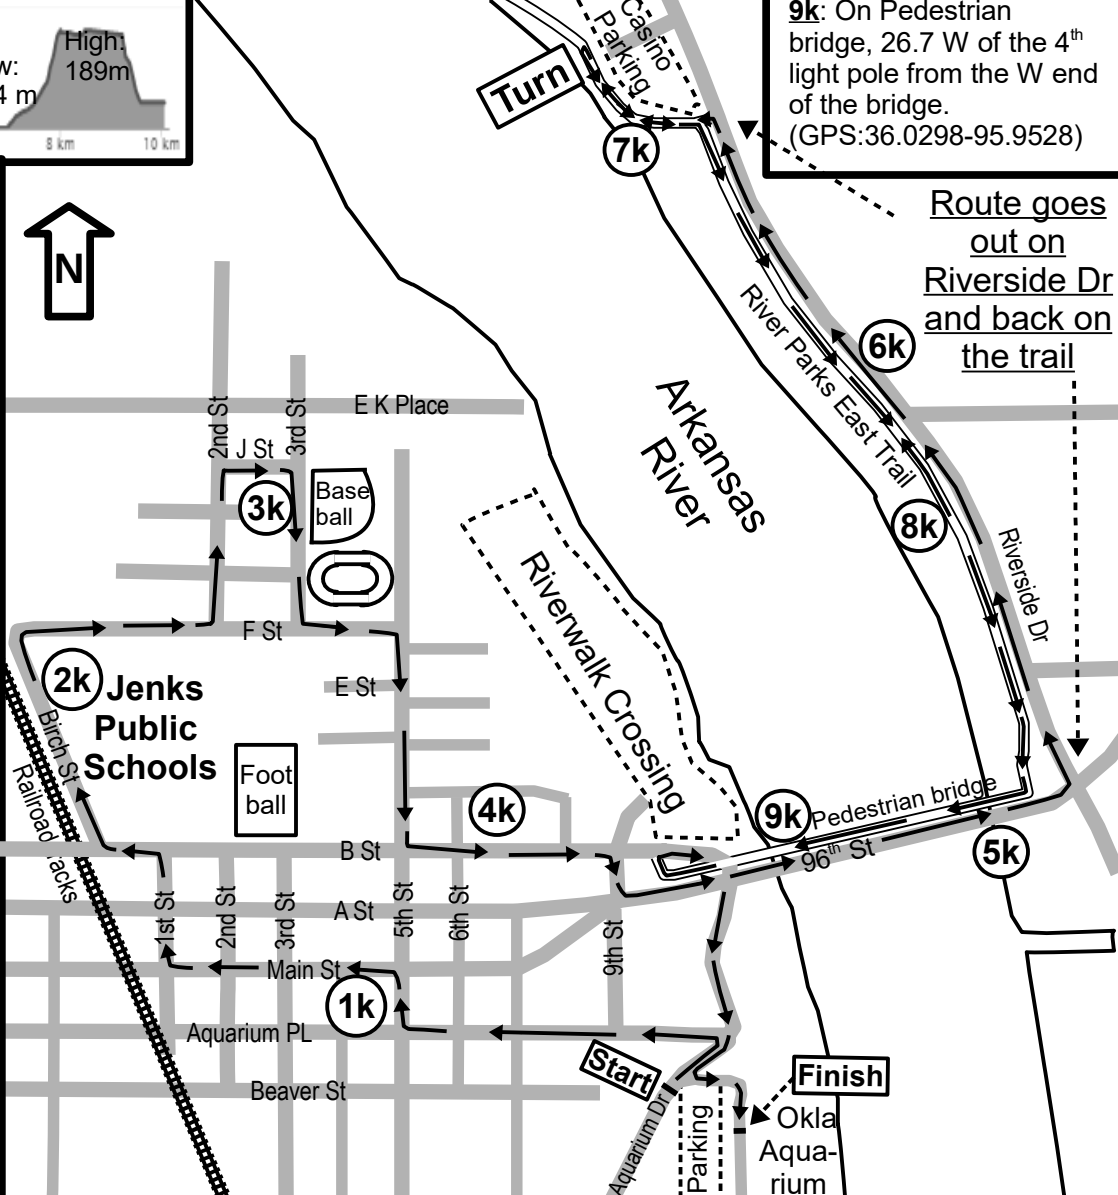 High:
189m
w:
4 m
8 km
10 km
9k: On Pedestrian
bridge, 26.7 W of the 4th
light pole from the W end
of the bridge.
(GPS:36.0298-95.9528)
Casino
Parking
Turn
7k
Route goes
out on
Riverside Dr
and back on
the trail
N
6k
River Parks East Trail
Arkansas
River
E K Place
2nd St
3rd St
J St
3k
Base
ball
8k
Riverside Dr
Riverwalk Crossing
F St
2k
Jenks
Public
Schools
E St
Birch St
Railroad
Foot
ball
4k
9k
Pedestrian bridge
96th St
5k
B St
A St
1st St
2nd St
3rd St
5th St
6th St
9th St
Main St
1k
Aquarium PL
Start
Finish
Beaver St
Aquarium Dr
Parking
Okla
Aqua-
rium